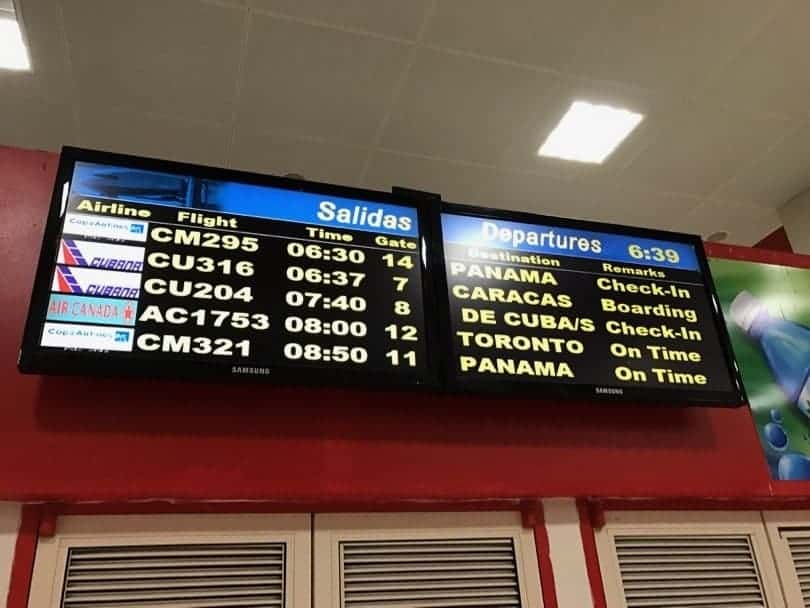 Salidas
Airline Flight Time Gate
CopaAirlines CM295 06:30 14
CUBANA CU316 06:37 7
CUBANA CU204 07:40 8
AIR CANADA AC1753 08:00 12
CopaAirlines CM321 08:50 11
SAMSUNG
Departures 6:39
Destination Remarks
PANAMA Check-In
CARACAS Boarding
DE CUBA/S Check-In
TORONTO On Time
PANAMA On Time
SAMSUNG